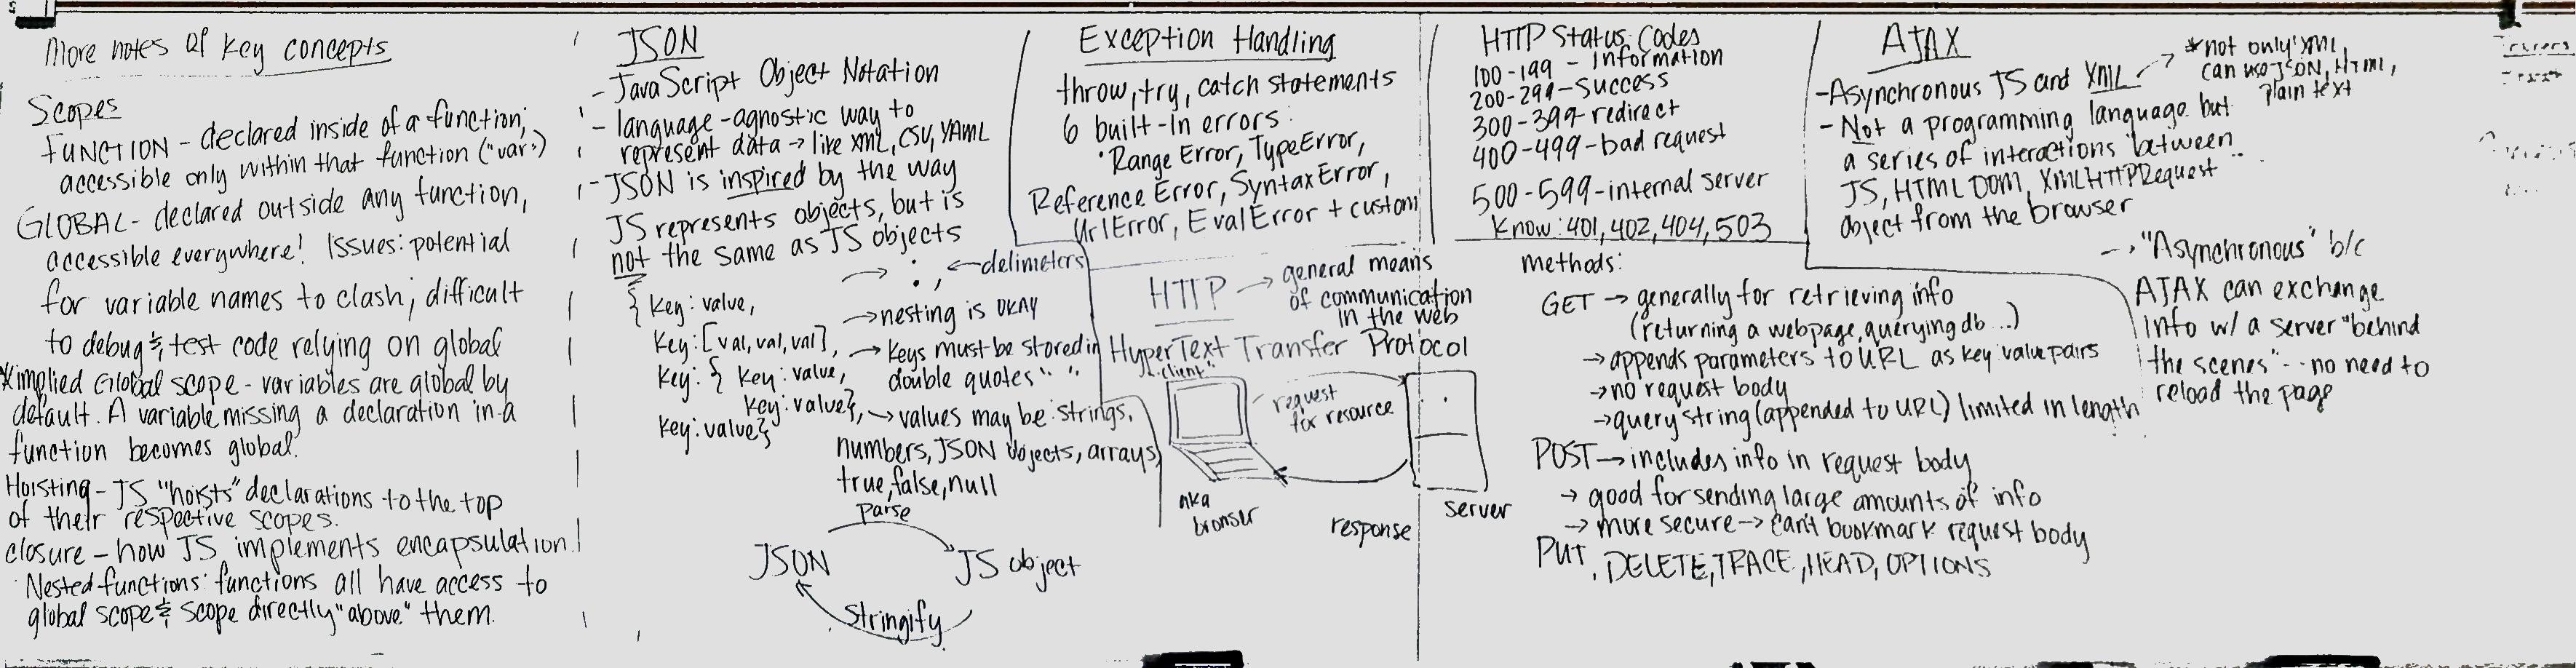 More notes of key concepts
Scopes
FUNCTION - declared inside of a function;
accessible only within that function ("var")
GLOBAL - declared outside any function,
accessible everywhere! Issues: potential
for variable names to clash; difficult
to debug & test code relying on global
*implied Global scope - variables are global by
default. A variable missing a declaration in a
function becomes global.
Hoisting - JS "hoists" declarations to the top
of their respective scopes.
closure - how JS implements encapsulation!
Nested functions: functions all have access to
global scope & scope directly "above" them.
JSON
- JavaScript Object Notation
- language-agnostic way to
represent data → like XML, CSV, YAML
- JSON is inspired by the way
JS represents objects, but is
not the same as JS objects
→ : , ← delimeters
{ key: value,
key: [val, val, val],
key: { key: value,
key: value},
key: value}
→ nesting is OKAY
→ keys must be stored in
double quotes " "
→ values may be: strings,
numbers, JSON objects, arrays,
true, false, null
parse
JSON
JS object
Stringify
Exception Handling
throw, try, catch statements
6 built-in errors:
• Range Error, TypeError,
Reference Error, SyntaxError,
UrlError, EvalError + custom
HTTP → general means
of communication
in the web
HyperText Transfer Protocol
"client"
request
for resource
aka
browser
response
server
HTTP Status Codes
100-199 - Information
200-299 - Success
300-399 - redirect
400-499 - bad request
500-599 - internal server
Know: 401, 402, 404, 503
methods:
GET → generally for retrieving info
(returning a webpage, querying db...)
→ appends parameters to URL as key:value pairs
→ no request body
→ query string (appended to URL) limited in length
POST → includes info in request body
→ good for sending large amounts of info
→ more secure → can't bookmark request body
PUT, DELETE, TRACE, HEAD, OPTIONS
AJAX
- Asynchronous JS and XML
*not only XML,
can use JSON, HTML,
plain text
- Not a programming language but
a series of interactions between
JS, HTML DOM, XMLHTTPRequest
object from the browser
→ "Asynchronous" b/c
AJAX can exchange
info w/ a server "behind
the scenes" -- no need to
reload the page